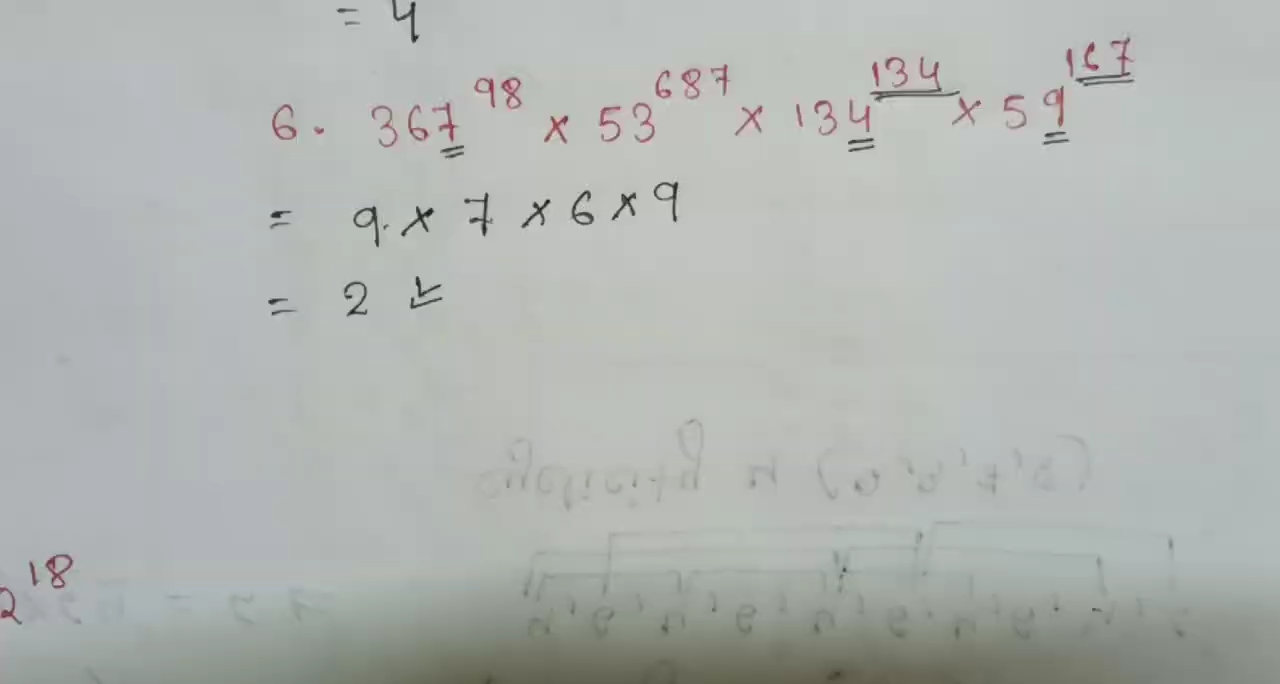 = 4
6. 367^98 × 53^687 × 134^134 × 59^167
= 9 × 7 × 6 × 9
= 2
2^18